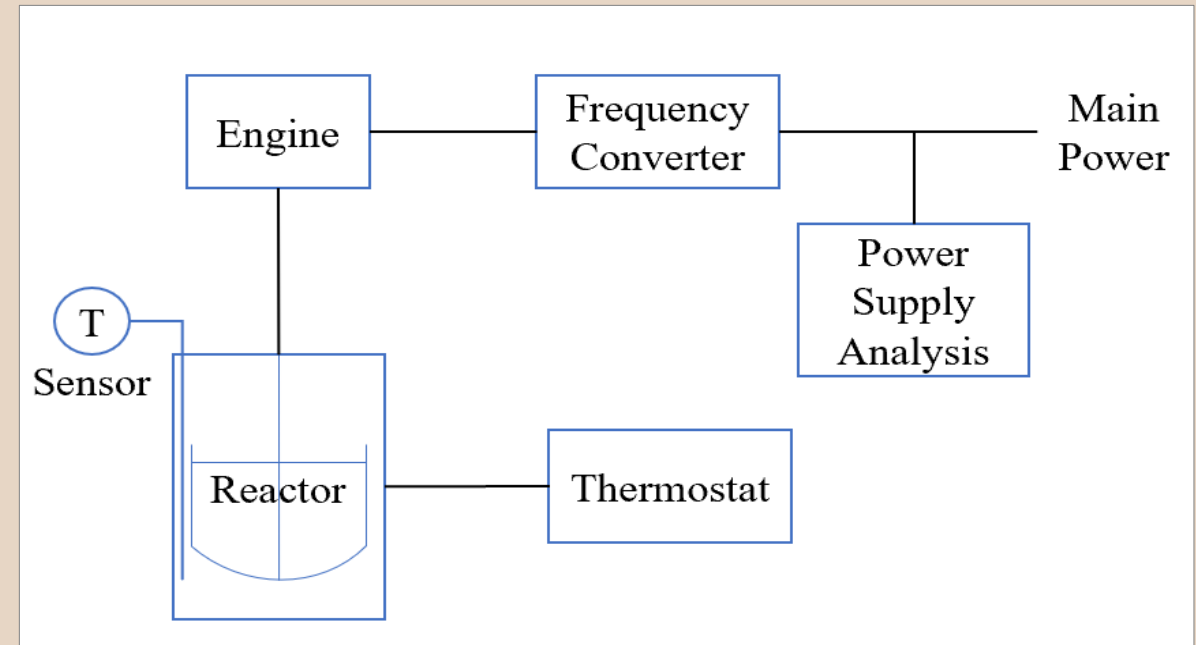 Engine
Frequency
Converter
Main
Power
Power
Supply
Analysis
T
Sensor
Reactor
Thermostat